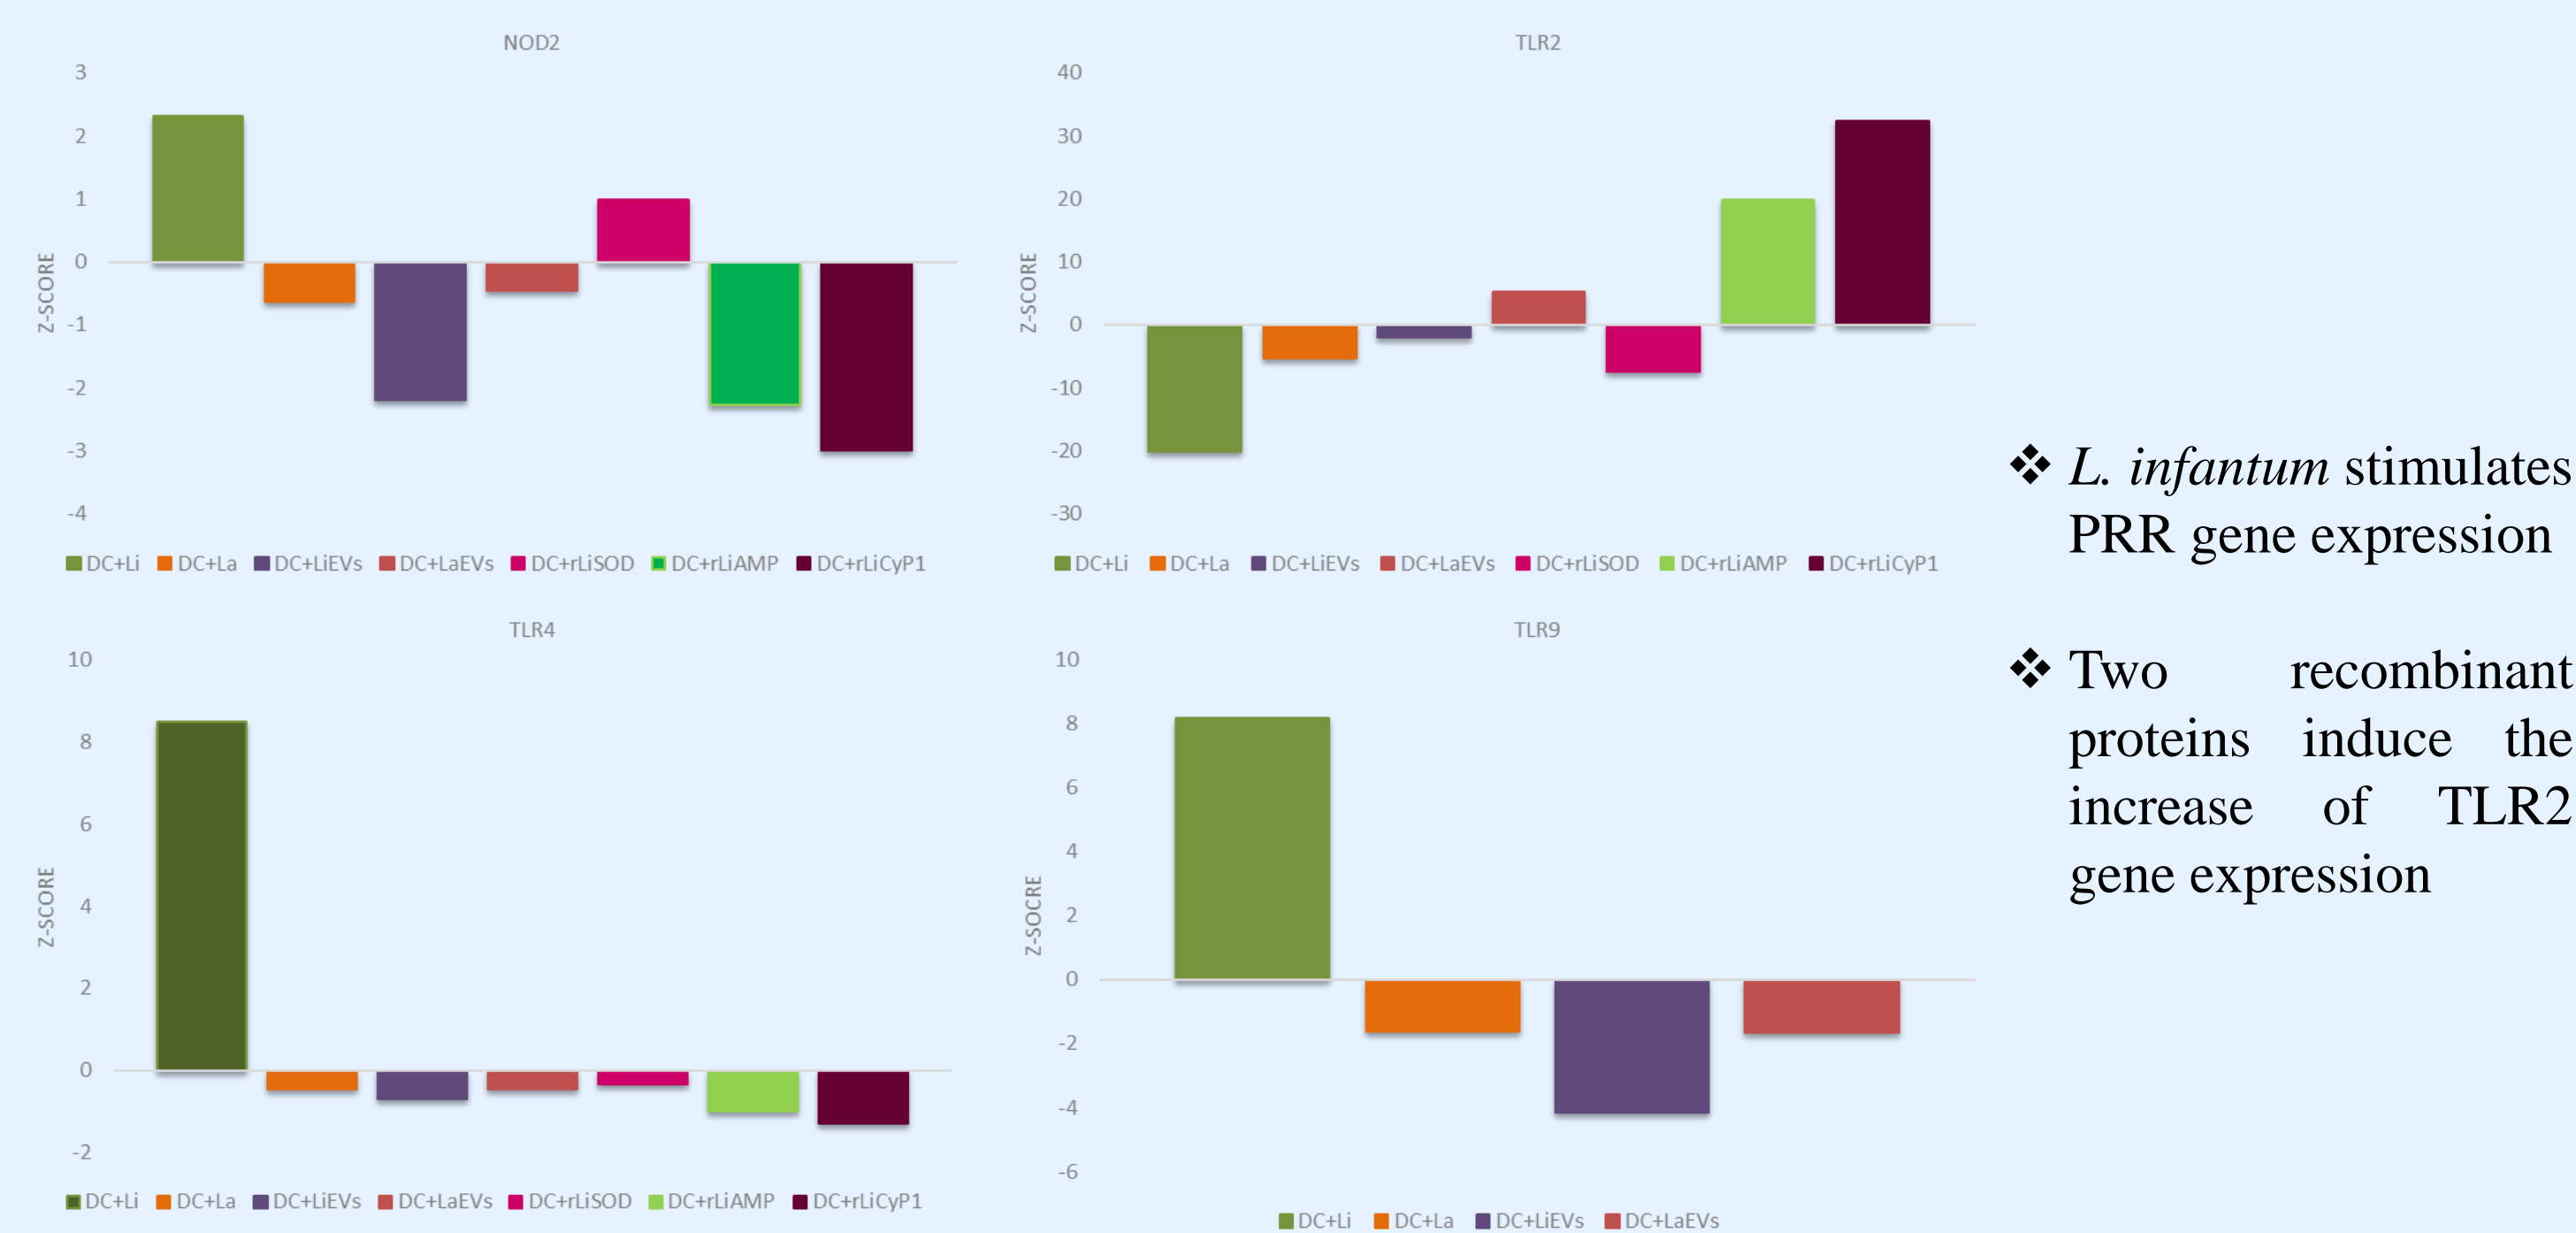 NOD2
3
2
1
0
-1
-2
-3
-4
Z-SCORE
DC+Li DC+La DC+LiEVs DC+LaEVs DC+rLiSOD DC+rLiAMP DC+rLiCyP1
TLR2
40
30
20
10
0
-10
-20
-30
Z-SCORE
DC+Li DC+La DC+LiEVs DC+LaEVs DC+rLiSOD DC+rLiAMP DC+rLiCyP1
TLR4
10
8
6
4
2
0
-2
Z-SCORE
DC+Li DC+La DC+LiEVs DC+LaEVs DC+rLiSOD DC+rLiAMP DC+rLiCyP1
TLR9
10
8
6
4
2
0
-2
-4
-6
Z-SOCRE
DC+Li DC+La DC+LiEVs DC+LaEVs
❖ L. infantum stimulates
PRR gene expression
❖ Two recombinant
proteins induce the
increase of TLR2
gene expression